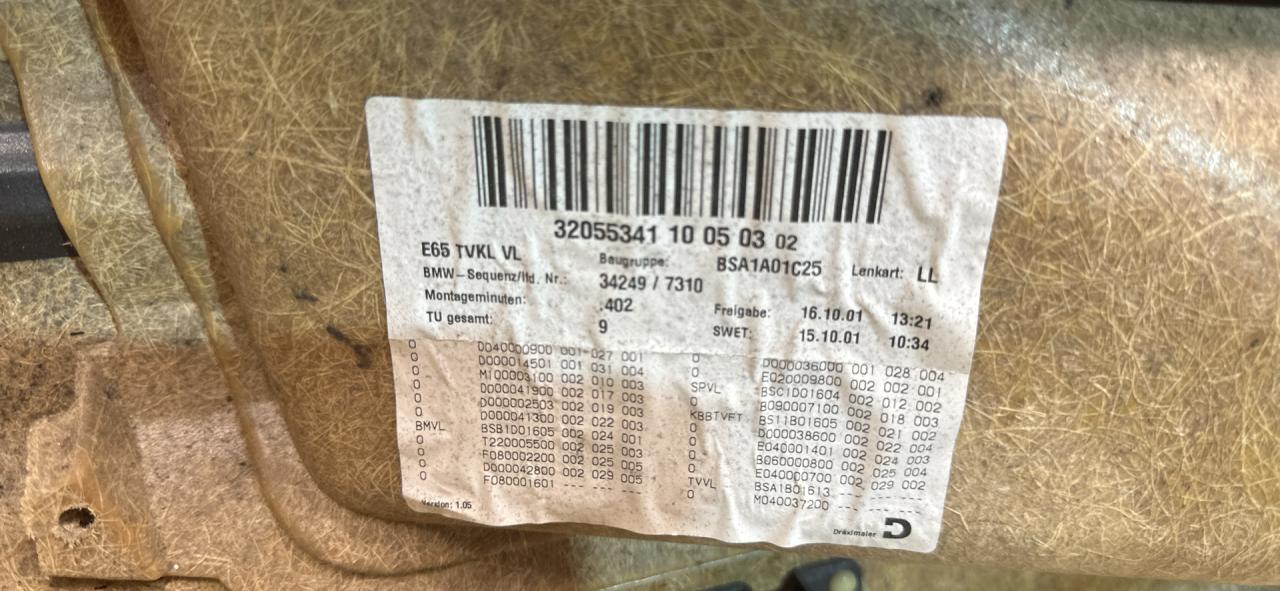 32055341 10 05 03 02
E65 TVKL VL Baugruppe: BSA1A01C25 Lenkart: LL
BMW-Sequenz/lfd. Nr.: 34249 / 7310
Montageminuten: .402 Freigabe: 16.10.01 13:21
TU gesamt: 9 SWET: 15.10.01 10:34
0 D040000900 001-027 001 0 D000036000 001 028 004
0 D000014501 001 031 004 0 E020009800 002 002 001
0 M100003100 002 010 003 SPVL BSC1D01604 002 012 002
0 D000041900 002 017 003 0 B090007100 002 018 003
0 D000002503 002 019 003 KBBTVFT BS11B01605 002 021 002
0 D000041300 002 022 003 0 D000038600 002 022 004
BMVL BSB1D01605 002 024 001 0 E040001401 002 024 003
0 T220005500 002 025 003 0 B060000800 002 025 004
0 F080002200 002 025 005 0 E040000700 002 029 002
0 D000042800 002 029 005 TVVL BSA1B01613 --- --- ---
0 F080001601 --- --- --- 0 M040037200 --- --- ---
Version: 1.05
Dräxlmaier